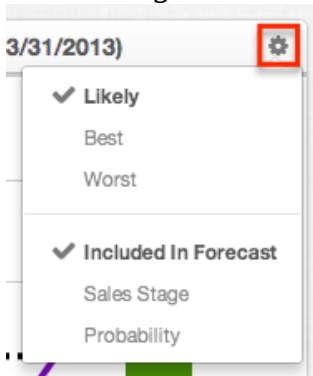 3/31/2013)
Likely
Best
Worst
Included In Forecast
Sales Stage
Probability